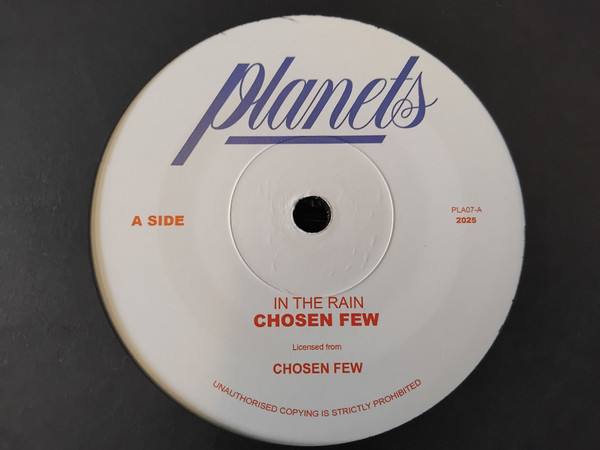 planets
A SIDE
PLA07-A
2025
IN THE RAIN
CHOSEN FEW
Licensed from
CHOSEN FEW
UNAUTHORISED COPYING IS STRICTLY PROHIBITED